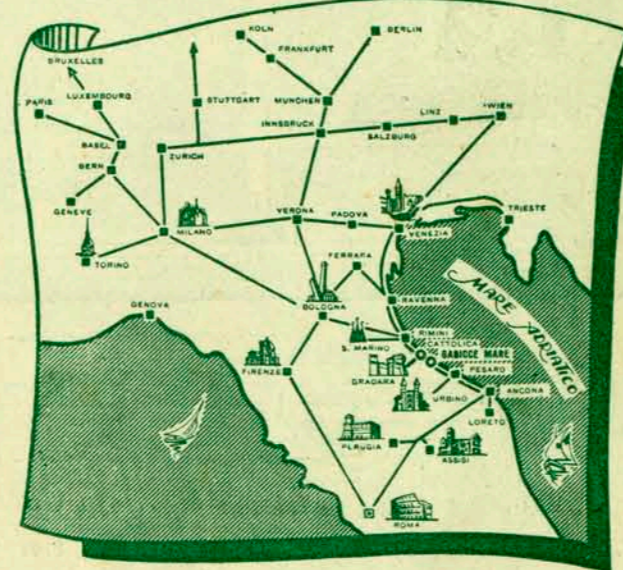 KOLN
BERLIN
FRANKFURT
BRUXELLES
PARIS
LUXEMBOURG
STUTTGART
MUNCHEN
INNSBRUCK
LINZ
WIEN
SALZBURG
BASEL
ZURICH
BERN
GENEVE
MILANO
VERONA
PADOVA
VENEZIA
TRIESTE
TORINO
FERRARA
BOLOGNA
RAVENNA
MARE ADRIATICO
GENOVA
S. MARINO
RIMINI
CATTOLICA
GABICCE MARE
FIRENZE
GRADARA
PESARO
URBINO
ANCONA
LORETO
PERUGIA
ASSISI
ROMA